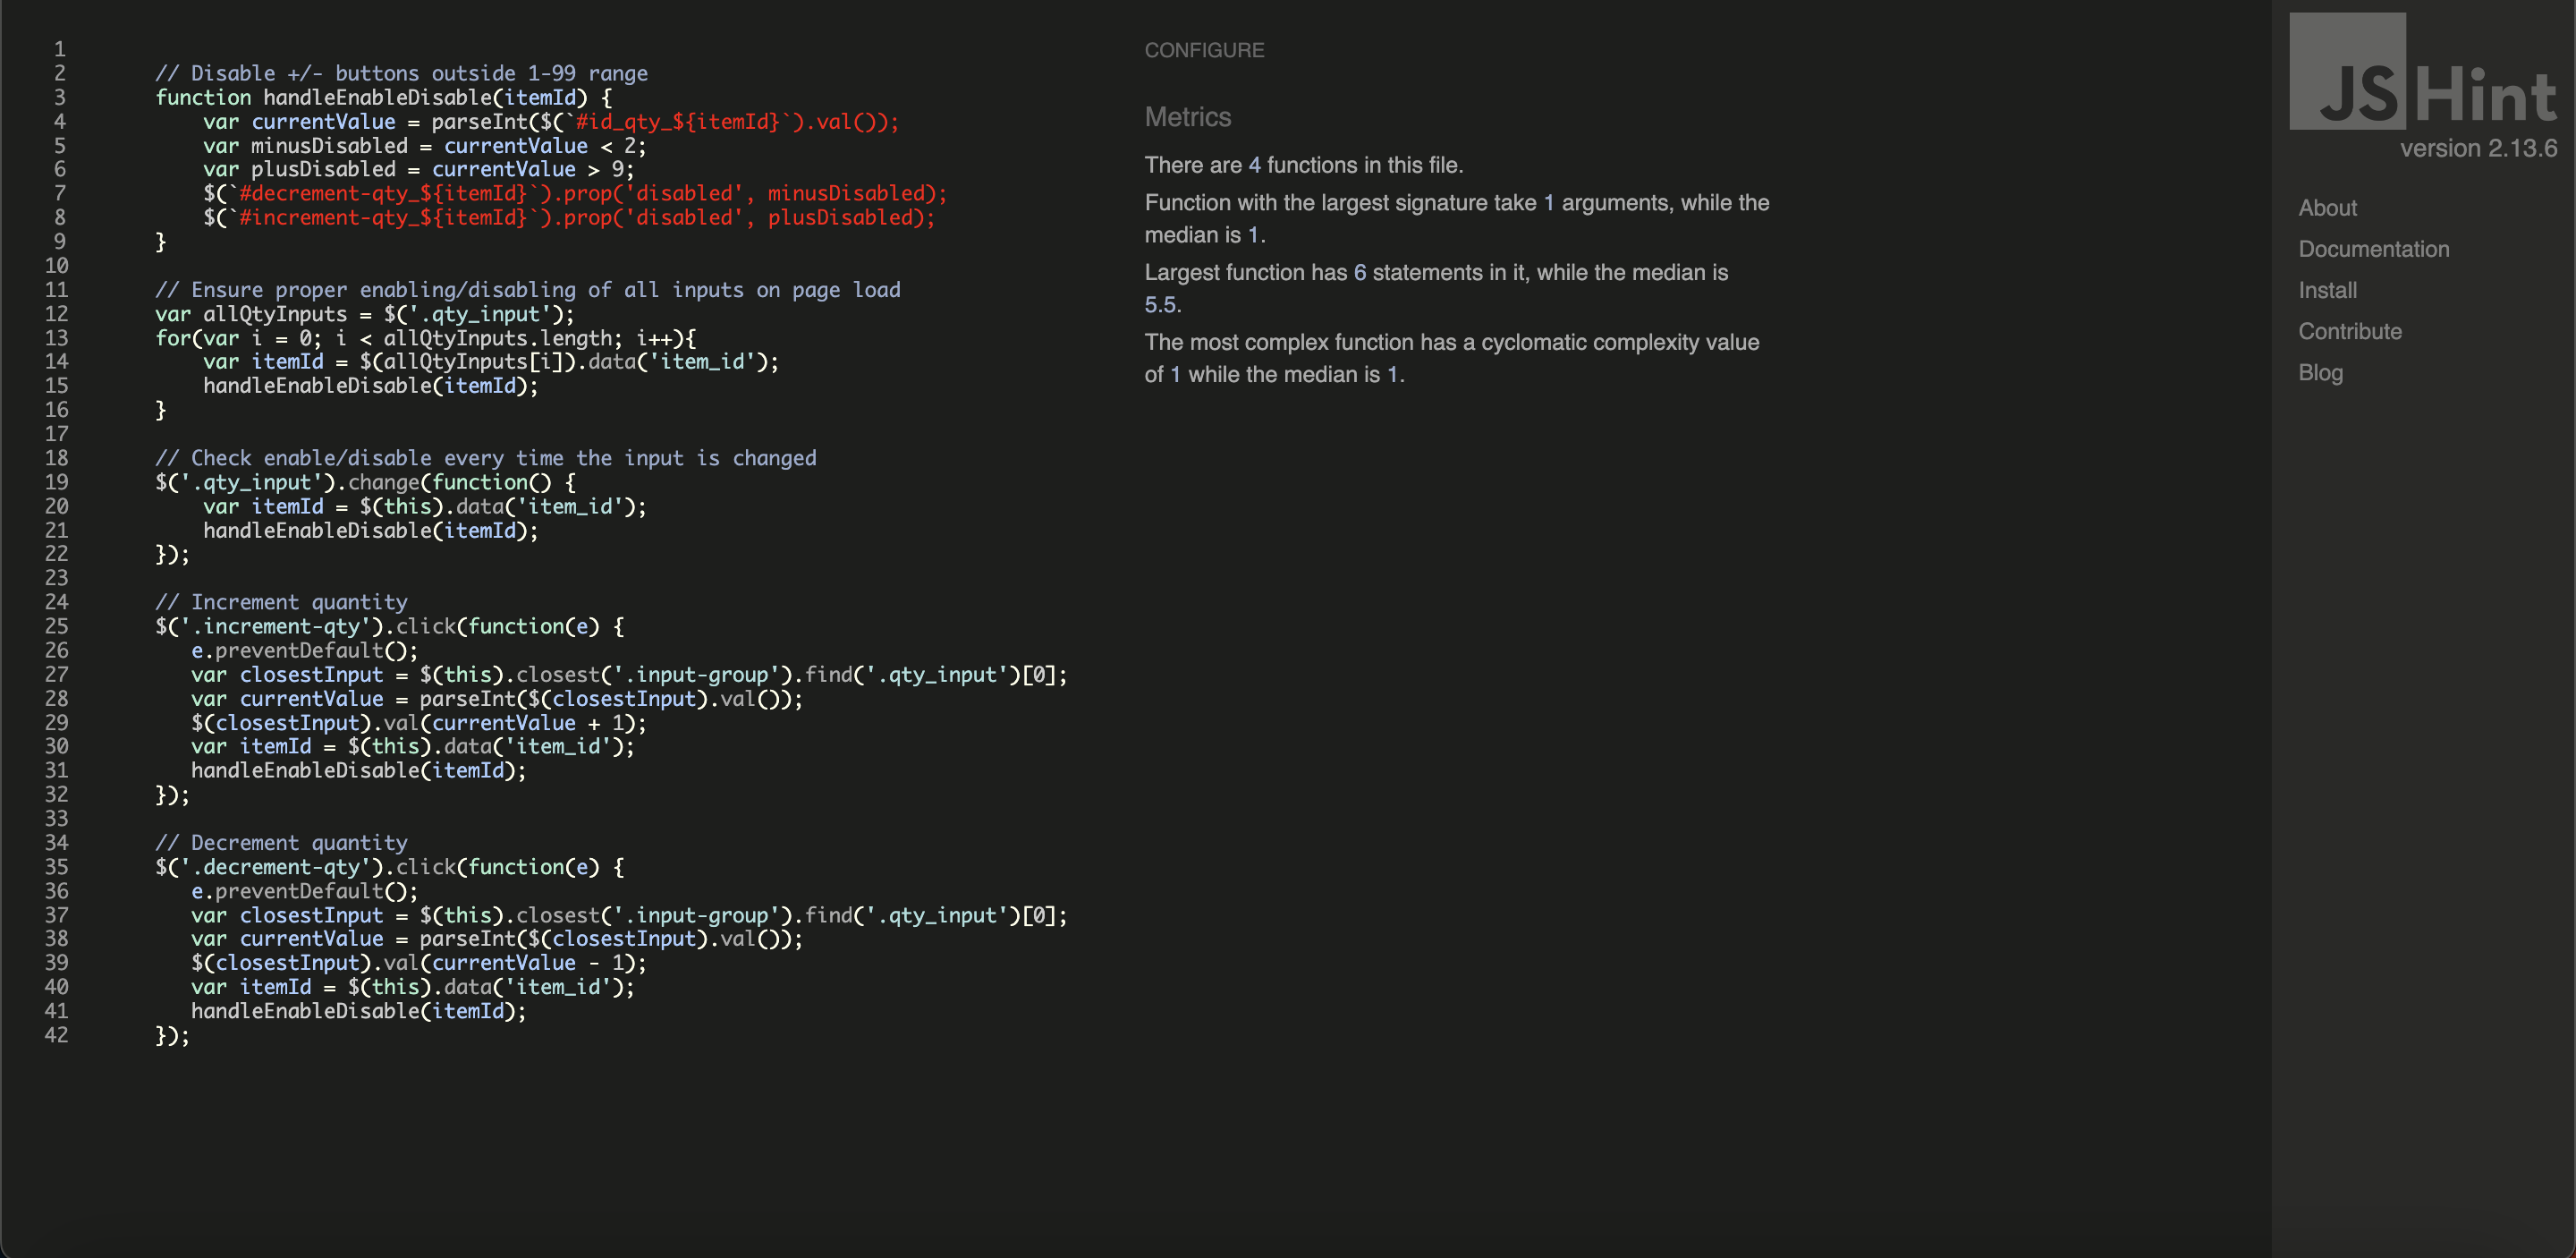 1
2 // Disable +/- buttons outside 1-99 range
3 function handleEnableDisable(itemId) {
4 var currentValue = parseInt($(`#id_qty_${itemId}`).val());
5 var minusDisabled = currentValue < 2;
6 var plusDisabled = currentValue > 9;
7 $(`#decrement-qty_${itemId}`).prop('disabled', minusDisabled);
8 $(`#increment-qty_${itemId}`).prop('disabled', plusDisabled);
9 }
10
11 // Ensure proper enabling/disabling of all inputs on page load
12 var allQtyInputs = $('.qty_input');
13 for(var i = 0; i < allQtyInputs.length; i++){
14 var itemId = $(allQtyInputs[i]).data('item_id');
15 handleEnableDisable(itemId);
16 }
17
18 // Check enable/disable every time the input is changed
19 $('.qty_input').change(function() {
20 var itemId = $(this).data('item_id');
21 handleEnableDisable(itemId);
22 });
23
24 // Increment quantity
25 $('.increment-qty').click(function(e) {
26 e.preventDefault();
27 var closestInput = $(this).closest('.input-group').find('.qty_input')[0];
28 var currentValue = parseInt($(closestInput).val());
29 $(closestInput).val(currentValue + 1);
30 var itemId = $(this).data('item_id');
31 handleEnableDisable(itemId);
32 });
33
34 // Decrement quantity
35 $('.decrement-qty').click(function(e) {
36 e.preventDefault();
37 var closestInput = $(this).closest('.input-group').find('.qty_input')[0];
38 var currentValue = parseInt($(closestInput).val());
39 $(closestInput).val(currentValue - 1);
40 var itemId = $(this).data('item_id');
41 handleEnableDisable(itemId);
42 });
CONFIGURE
Metrics
There are 4 functions in this file.
Function with the largest signature take 1 arguments, while the
median is 1.
Largest function has 6 statements in it, while the median is
5.5.
The most complex function has a cyclomatic complexity value
of 1 while the median is 1.
JSHint
version 2.13.6
About
Documentation
Install
Contribute
Blog